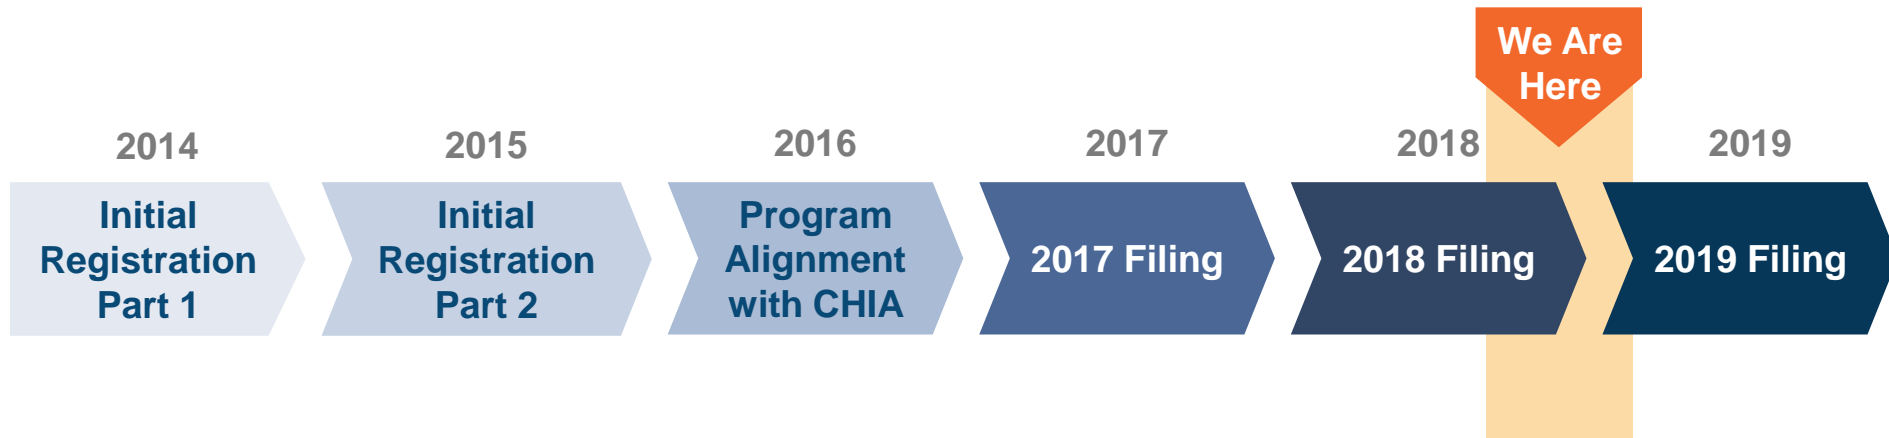 We Are
Here
2014
2015
2016
2017
2018
2019
Initial
Registration
Part 1
Initial
Registration
Part 2
Program
Alignment
with CHIA
2017 Filing
2018 Filing
2019 Filing